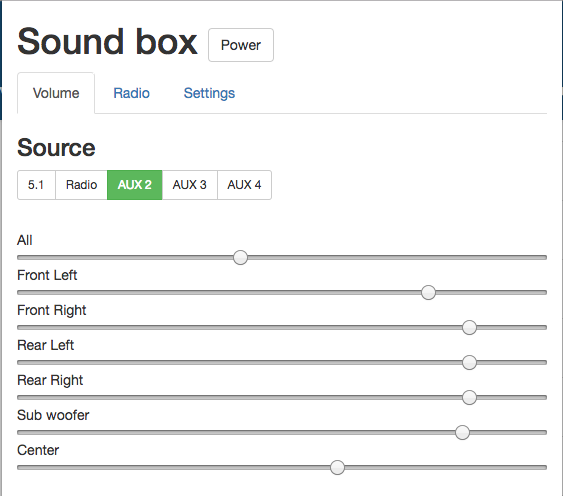 Sound box Power
Volume Radio Settings
Source
5.1 Radio AUX 2 AUX 3 AUX 4
All
Front Left
Front Right
Rear Left
Rear Right
Sub woofer
Center